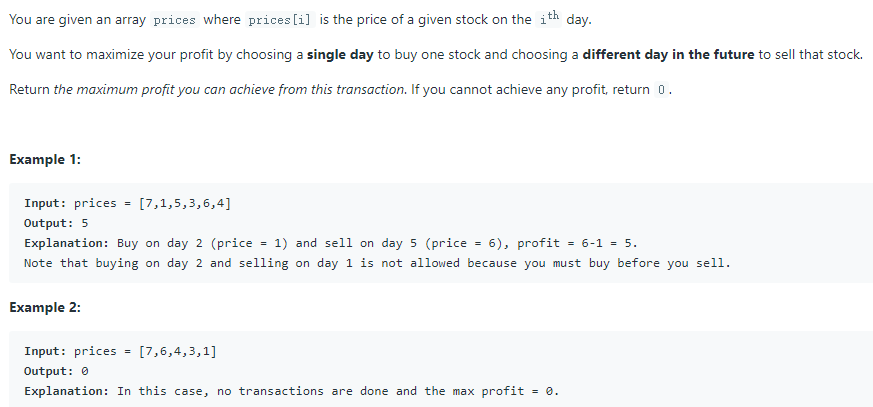 You are given an array prices where prices[i] is the price of a given stock on the ith day.
You want to maximize your profit by choosing a single day to buy one stock and choosing a different day in the future to sell that stock.
Return the maximum profit you can achieve from this transaction. If you cannot achieve any profit, return 0.
Example 1:
Input: prices = [7,1,5,3,6,4]
Output: 5
Explanation: Buy on day 2 (price = 1) and sell on day 5 (price = 6), profit = 6-1 = 5.
Note that buying on day 2 and selling on day 1 is not allowed because you must buy before you sell.
Example 2:
Input: prices = [7,6,4,3,1]
Output: 0
Explanation: In this case, no transactions are done and the max profit = 0.